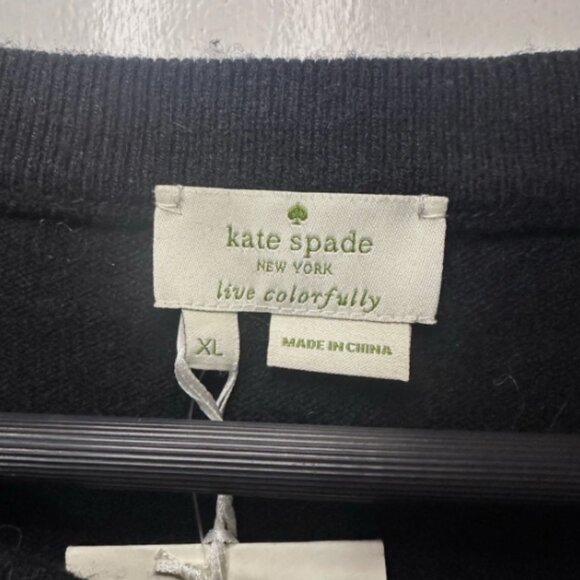 kate spade
NEW YORK
live colorfully
XL
MADE IN CHINA